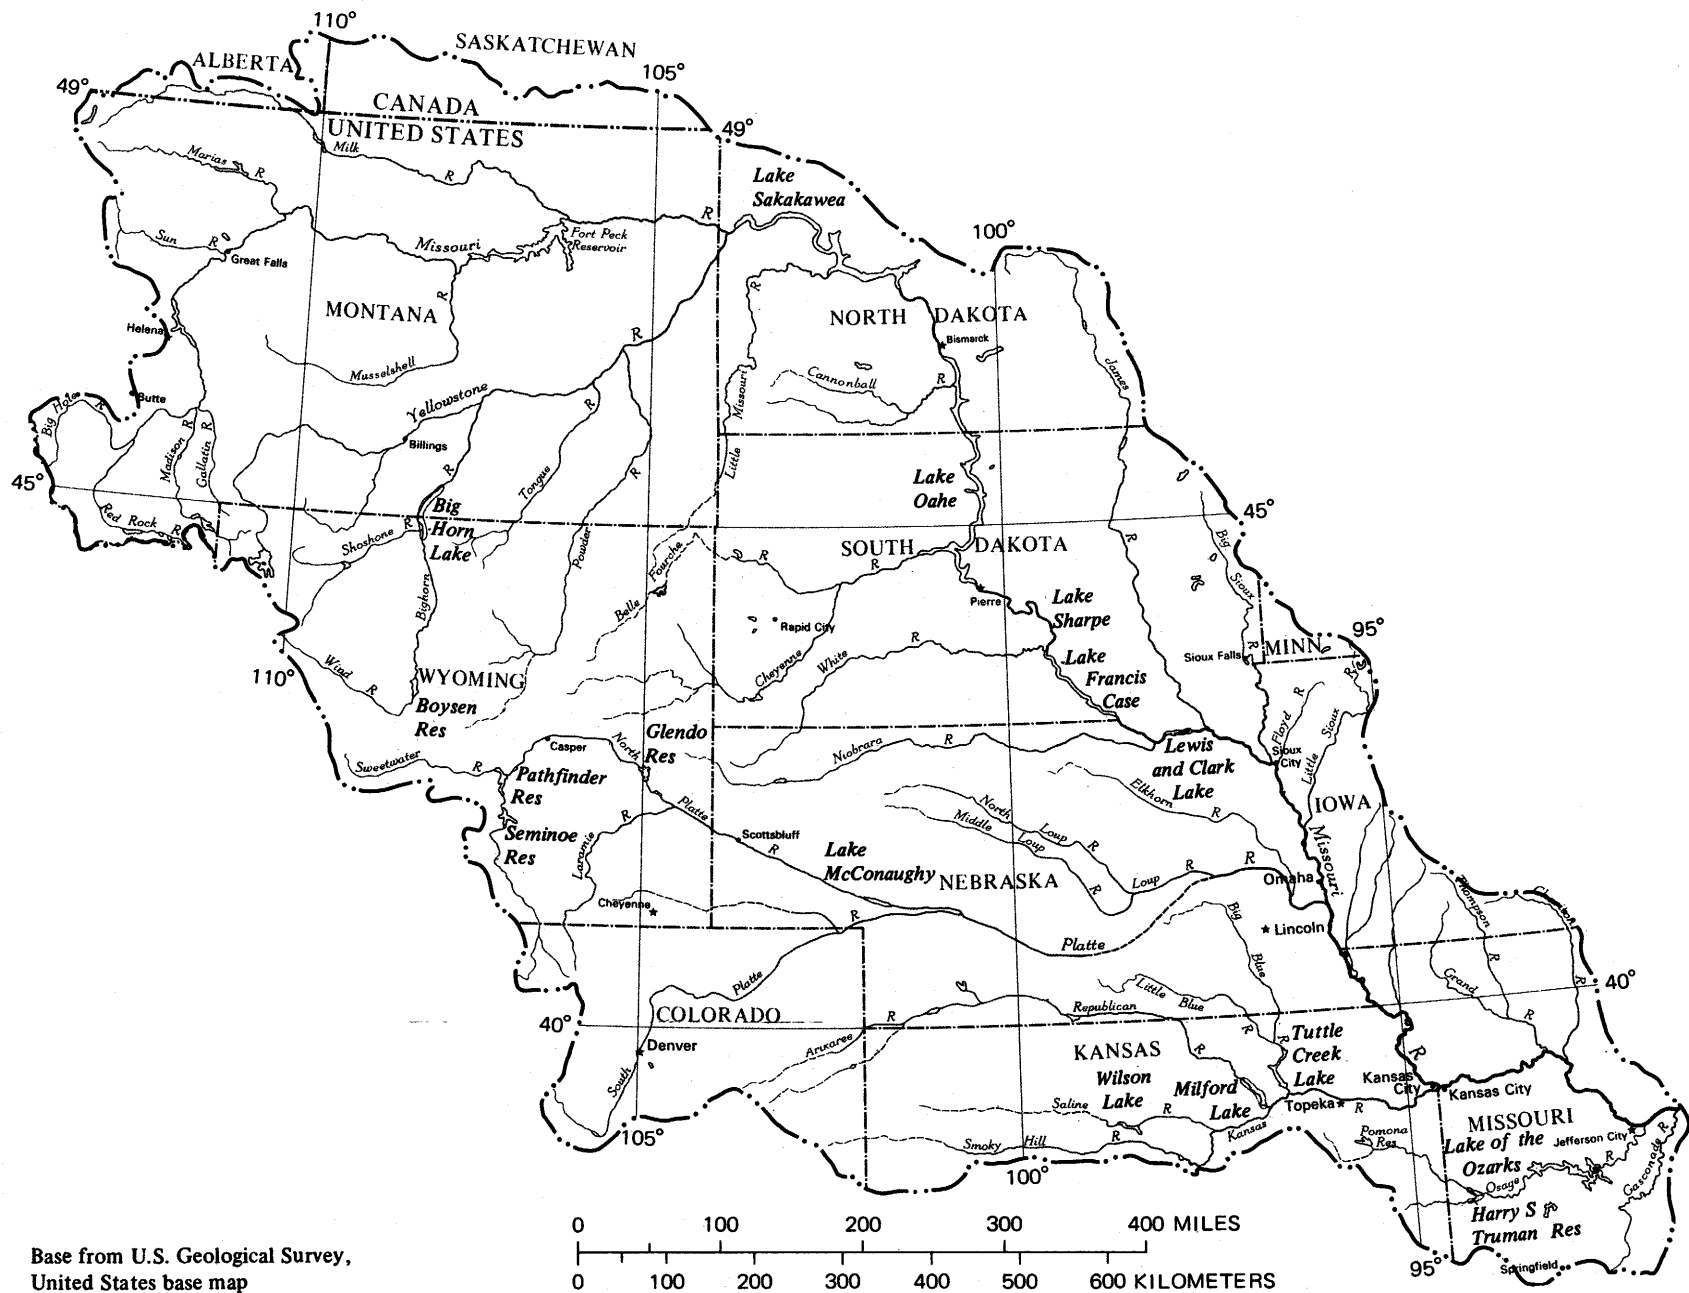 110°
SASKATCHEWAN
ALBERTA
105°
49°
CANADA
UNITED STATES
49°
Milk
R
Marias
R
Lake
Sakakawea
R
Sun
R
Great Falls
Missouri
Fort Peck
Reservoir
100°
R
R
MONTANA
NORTH DAKOTA
Helena
Bismarck
R
Musselshell
James
Cannonball
R
Missouri
Little
Yellowstone
Butte
Big Hole
R
R
Madison R
Gallatin R
Billings
R
Tongue
R
45°
Lake
Oahe
45°
Red Rock
R
Big
Horn
Lake
Shoshone
R
Powder
Fourche
Belle
R
SOUTH DAKOTA
R
R
Big
Sioux
R
Bighorn
Pierre
Lake
Sharpe
Rapid City
Sioux Falls
MINN
95°
Wind
R
110°
WYOMING
Boysen
Res
Cheyenne
White
R
Lake
Francis
Case
Floyd
R
Little
Sioux
R
Glendo
Res
Casper
North
Sweetwater
R
Pathfinder
Res
Niobrara
R
Lewis
and Clark
Lake
Sioux
City
Elkhorn
R
Platte
Seminoe
Res
Laramie
R
Scottsbluff
R
North
Loup
R
Middle
Loup
R
IOWA
Missouri
Lake
McConaughy
NEBRASKA
Loup
R
R
Omaha
Cheyenne
R
Big
Blue
R
Lincoln
Thompson
R
R
Platte
Platte
Grand
R
40°
Little
Blue
Republican
R
COLORADO
40°
R
Arikaree
Denver
South
KANSAS
Wilson
Lake
Milford
Lake
Tuttle
Creek
Lake
R
R
Kansas
City
Kansas City
Topeka
R
Saline
R
Kansas
Smoky Hill
R
105°
100°
Pomona
Res
MISSOURI
Jefferson City
Lake of the
Ozarks
Osage
R
Gasconade R
Harry S
Truman Res
95°
Springfield
0 100 200 300 400 MILES
0 100 200 300 400 500 600 KILOMETERS
Base from U.S. Geological Survey,
United States base map